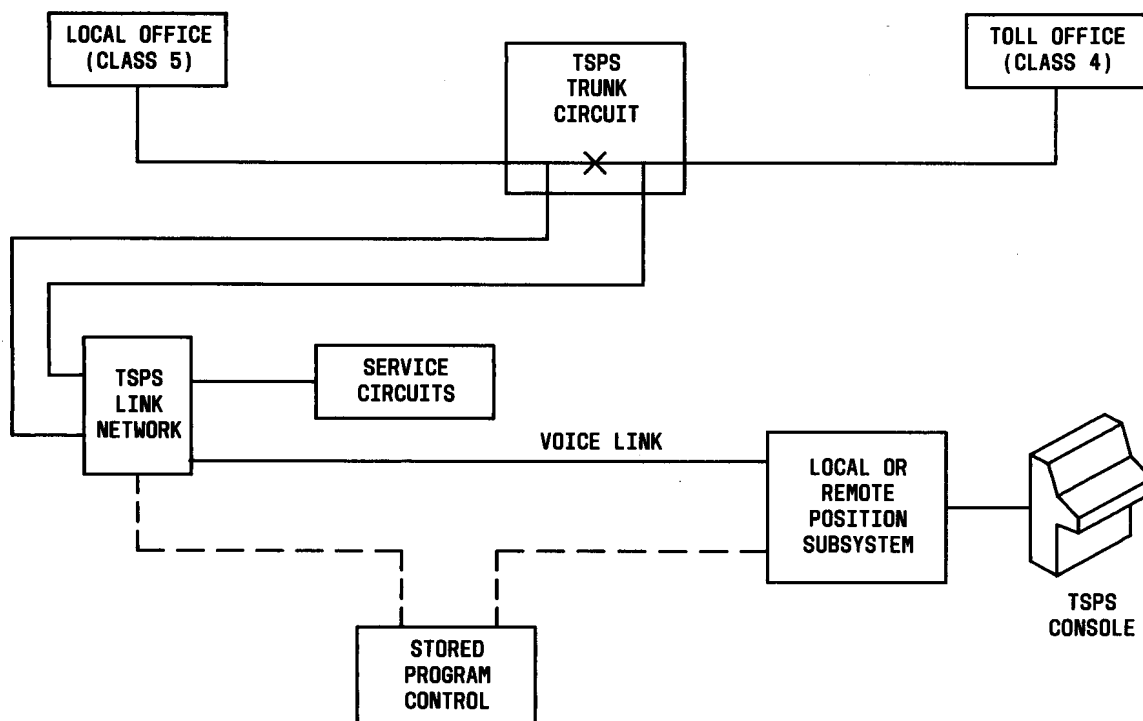 LOCAL OFFICE
(CLASS 5)
TSPS
TRUNK
CIRCUIT
TOLL OFFICE
(CLASS 4)
TSPS
LINK
NETWORK
SERVICE
CIRCUITS
VOICE LINK
LOCAL OR
REMOTE
POSITION
SUBSYSTEM
TSPS
CONSOLE
STORED
PROGRAM
CONTROL